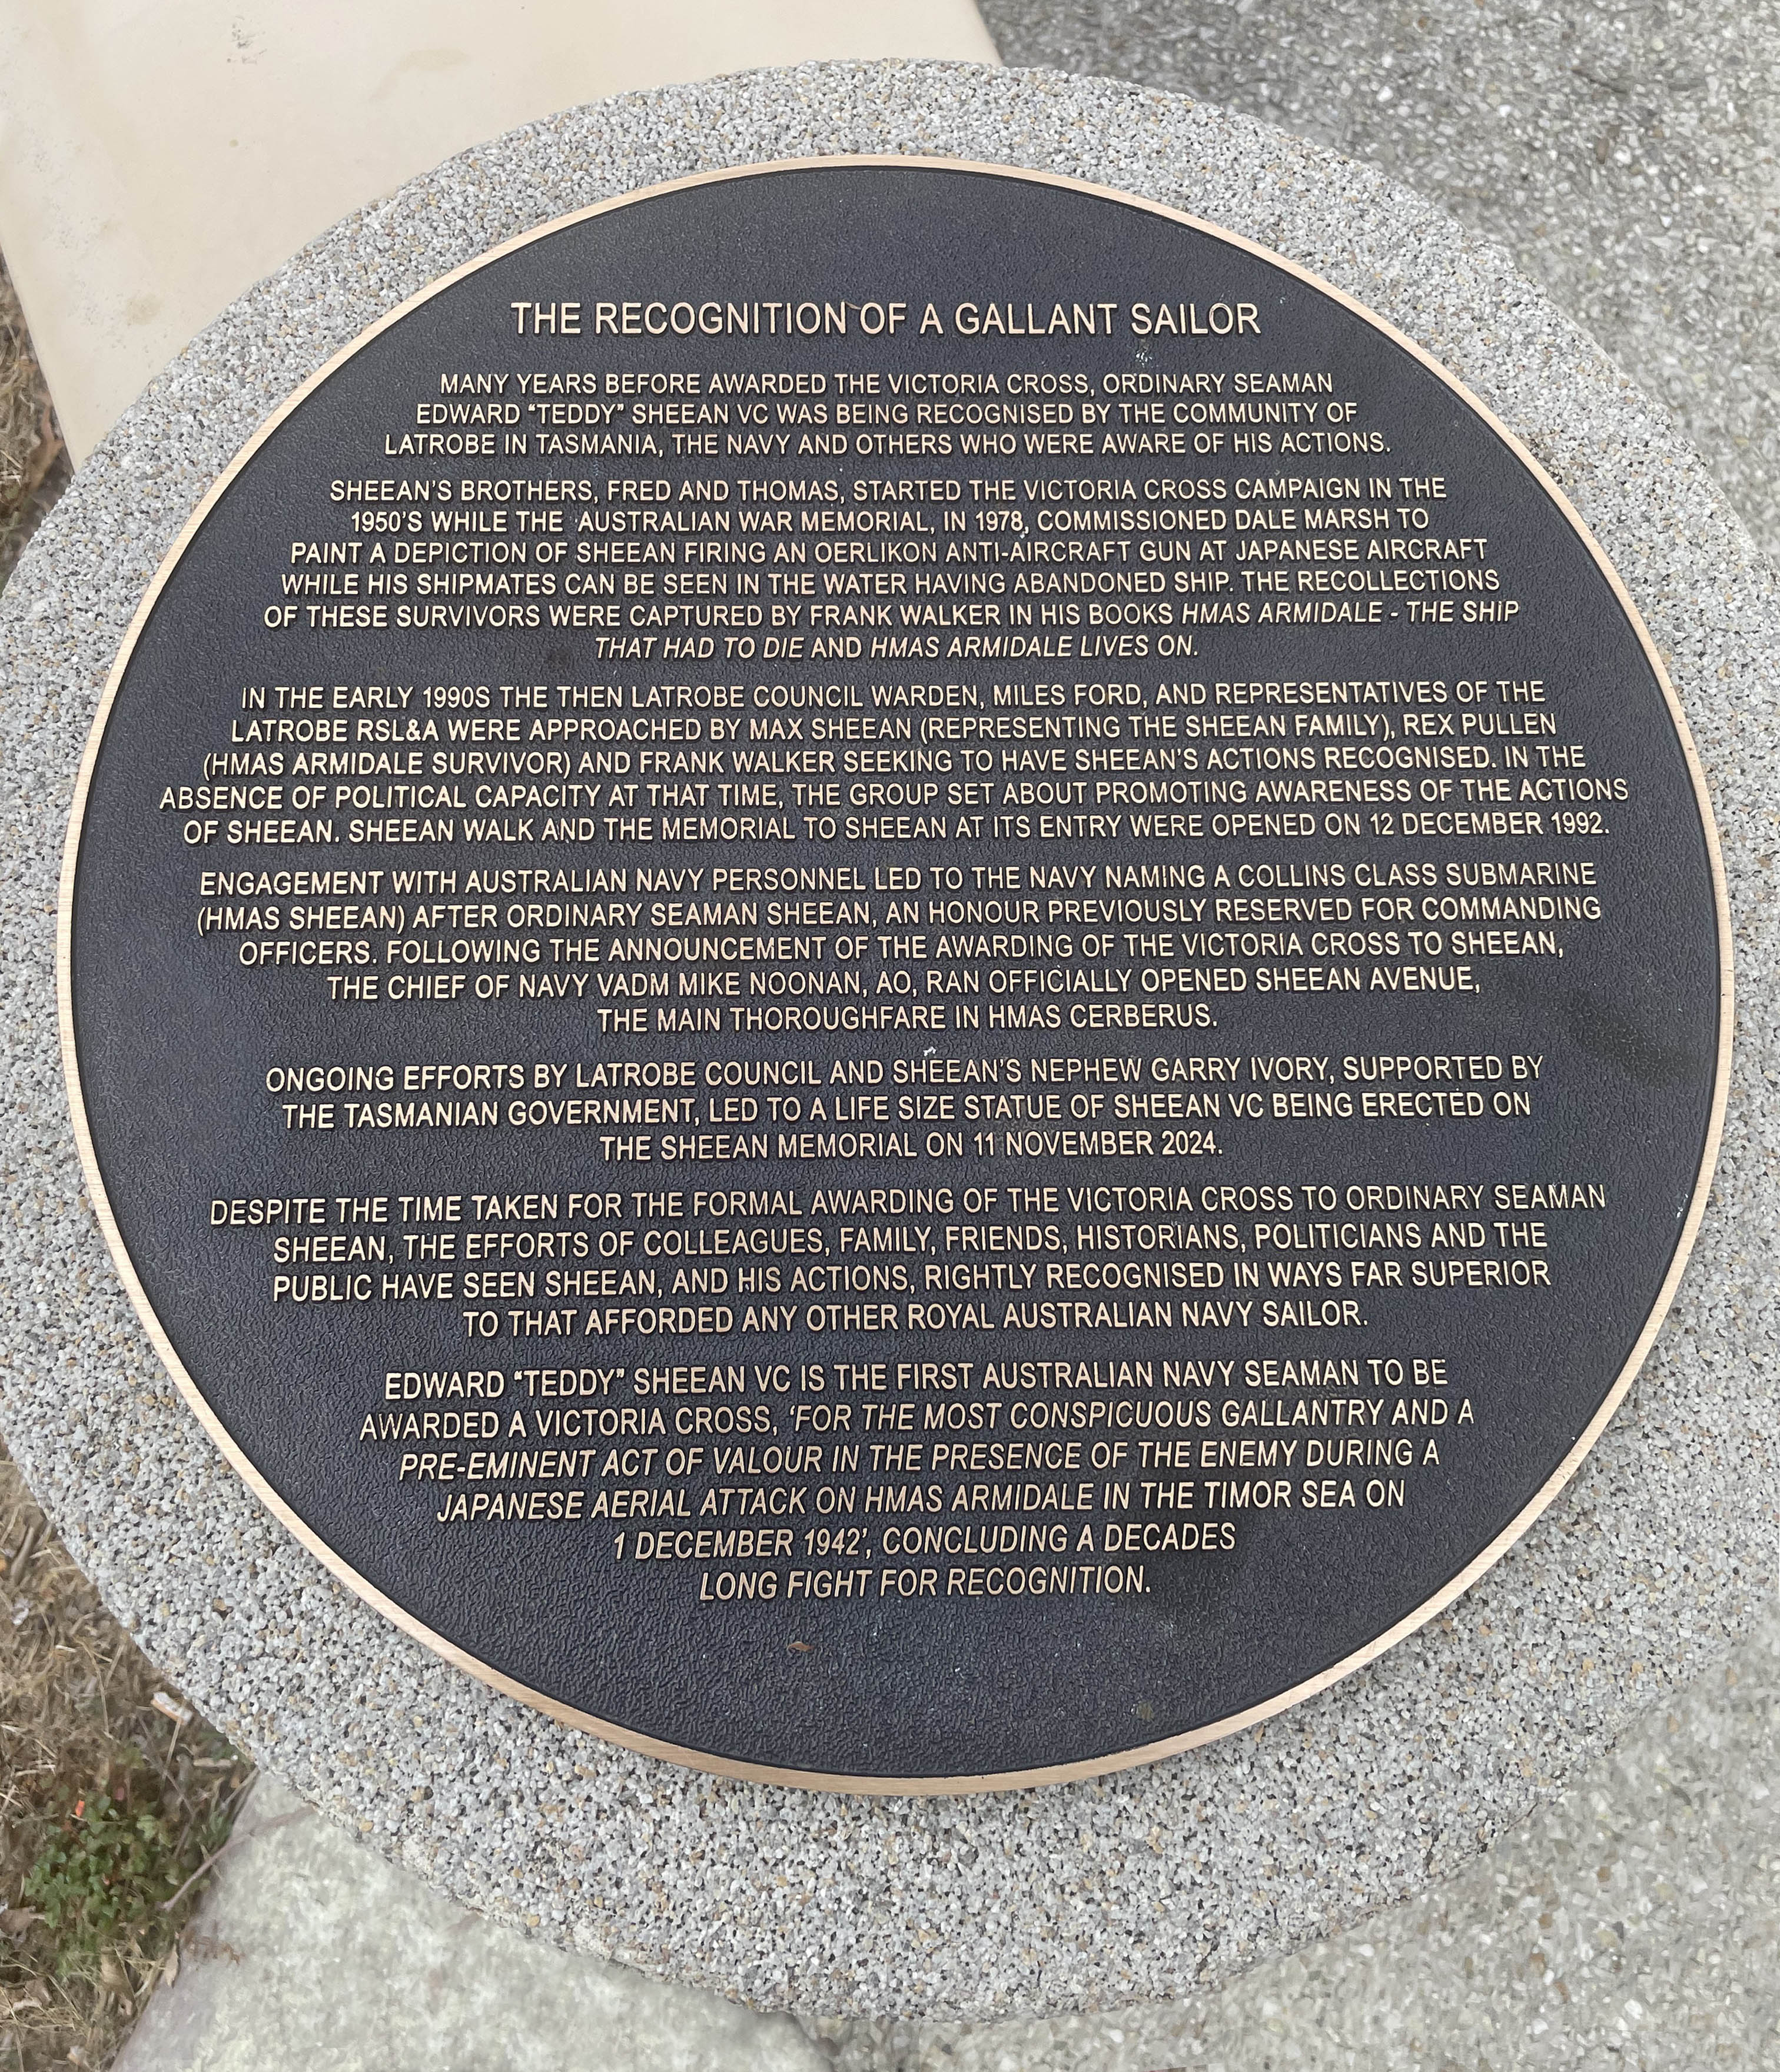 THE RECOGNITION OF A GALLANT SAILOR
MANY YEARS BEFORE AWARDED THE VICTORIA CROSS, ORDINARY SEAMAN
EDWARD “TEDDY” SHEEAN VC WAS BEING RECOGNISED BY THE COMMUNITY OF
LATROBE IN TASMANIA, THE NAVY AND OTHERS WHO WERE AWARE OF HIS ACTIONS.
SHEEAN'S BROTHERS, FRED AND THOMAS, STARTED THE VICTORIA CROSS CAMPAIGN IN THE
1950'S WHILE THE AUSTRALIAN WAR MEMORIAL, IN 1978, COMMISSIONED DALE MARSH TO
PAINT A DEPICTION OF SHEEAN FIRING AN OERLIKON ANTI-AIRCRAFT GUN AT JAPANESE AIRCRAFT
WHILE HIS SHIPMATES CAN BE SEEN IN THE WATER HAVING ABANDONED SHIP. THE RECOLLECTIONS
OF THESE SURVIVORS WERE CAPTURED BY FRANK WALKER IN HIS BOOKS HMAS ARMIDALE - THE SHiP
THAT HAD TO DIE AND HMAS ARMIDALE LIVES ON.
IN THE EARLY 1990S THE THEN LATROBE COUNCIL WARDEN, MILES FORD, AND REPRESENTATIVES OF THE
LATROBE RSL&A WERE APPROACHED BY MAX SHEEAN (REPRESENTING THE SHEEAN FAMILY), REX PULLEN
(HMAS ARMIDALE SURVIVOR) AND FRANK WALKER SEEKING TO HAVE SHEEAN'S ACTIONS RECOGNISED. IN THE
ABSENCE OF POLITICAL CAPACITY AT THAT TIME, THE GROUP SET ABOUT PROMOTING AWARENESS OF THE ACTIONS
OF SHEEAN. SHEEAN WALK AND THE MEMORIAL TO SHEEAN AT ITS ENTRY WERE OPENED ON 12 DECEMBER 1992.
ENGAGEMENT WITH AUSTRALIAN NAVY PERSONNEL LED TO THE NAVY NAMING A COLLINS CLASS SUBMARINE
(HMAS SHEEAN) AFTER ORDINARY SEAMAN SHEEAN, AN HONOUR PREVIOUSLY RESERVED FOR COMMANDING
OFFICERS. FOLLOWING THE ANNOUNCEMENT OF THE AWARDING OF THE VICTORIA CROSS TO SHEEAN,
THE CHIEF OF NAVY VADM MIKE NOONAN, AO, RAN OFFICIALLY OPENED SHEEAN AVENUE,
THE MAIN THOROUGHFARE IN HMAS CERBERUS.
ONGOING EFFORTS BY LATROBE COUNCIL AND SHEEAN'S NEPHEW GARRY IVORY, SUPPORTED BY
THE TASMANIAN GOVERNMENT, LED TO A LIFE SIZE STATUE OF SHEEAN VC BEING ERECTED ON
THE SHEEAN MEMORIAL ON 11 NOVEMBER 2024.
DESPITE THE TIME TAKEN FOR THE FORMAL AWARDING OF THE VICTORIA CROSS TO ORDINARY SEAMAN
SHEEAN, THE EFFORTS OF COLLEAGUES, FAMILY, FRIENDS, HISTORIANS, POLITICIANS AND THE
PUBLIC HAVE SEEN SHEEAN, AND HIS ACTIONS, RIGHTLY RECOGNISED IN WAYS FAR SUPERIOR
TO THAT AFFORDED ANY OTHER ROYAL AUSTRALIAN NAVY SAILOR.
EDWARD “TEDDY” SHEEAN VC IS THE FIRST AUSTRALIAN NAVY SEAMAN TO BE
AWARDED A VICTORIA CROSS, 'FOR THE MOST CONSPICUOUS GALLANTRY AND A
PRE-EMINENT ACT OF VALOUR IN THE PRESENCE OF THE ENEMY DURING A
JAPANESE AERIAL ATTACK ON HMAS ARMIDALE IN THE TIMOR SEA ON
1 DECEMBER 1942', CONCLUDING A DECADES
LONG FIGHT FOR RECOGNITION.